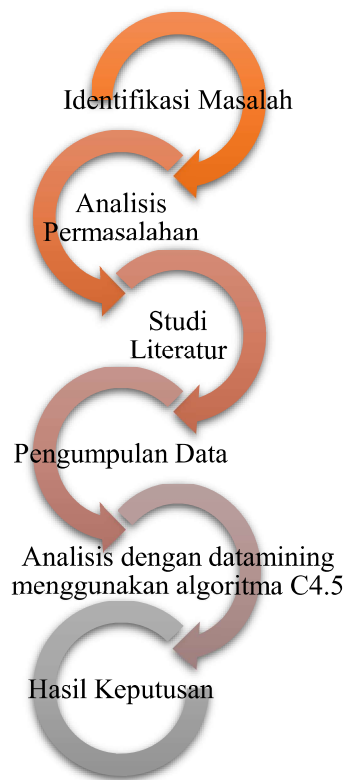 Identifikasi Masalah
Analisis
Permasalahan
Studi
Literatur
Pengumpulan Data
Analisis dengan datamining
menggunakan algoritma C4.5
Hasil Keputusan